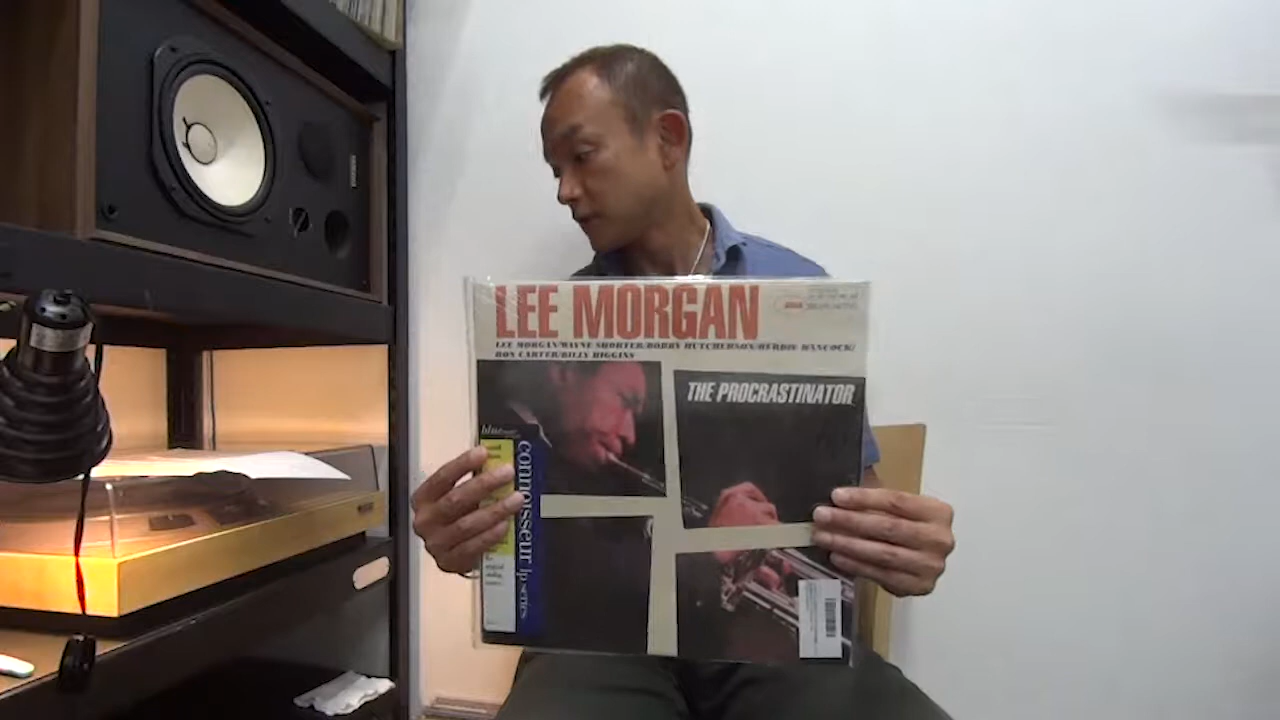 LEE MORGAN
LEE MORGAN/WAYNE SHORTER/BOBBY HUTCHERSON/HERBIE HANCOCK/
RON CARTER/BILLY HIGGINS
THE PROCRASTINATOR
connoisseur lp series